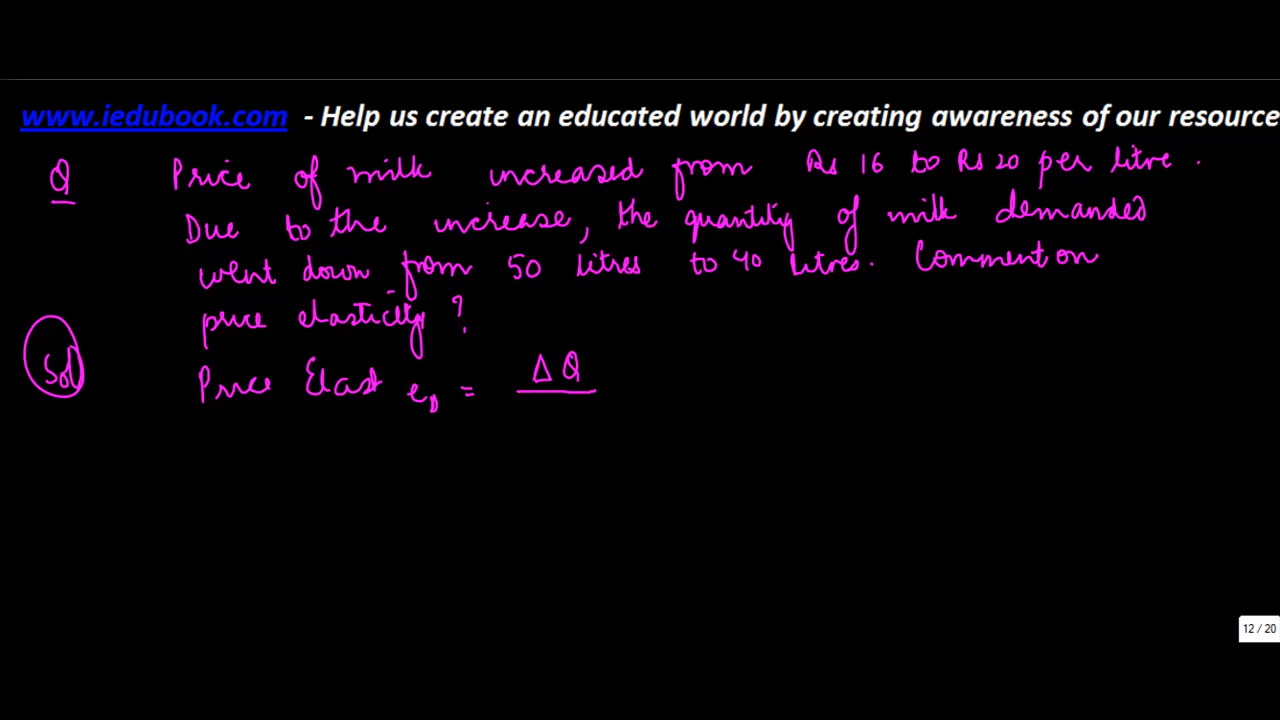 www.iedubook.com - Help us create an educated world by creating awareness of our resource
Q Price of milk increased from Rs 16 to Rs 20 per litre.
Due to the increase, the quantity of milk demanded
went down from 50 litres to 40 litres. Comment on
price elasticity?
Sol Price Elast e_D = ΔQ
12 / 20